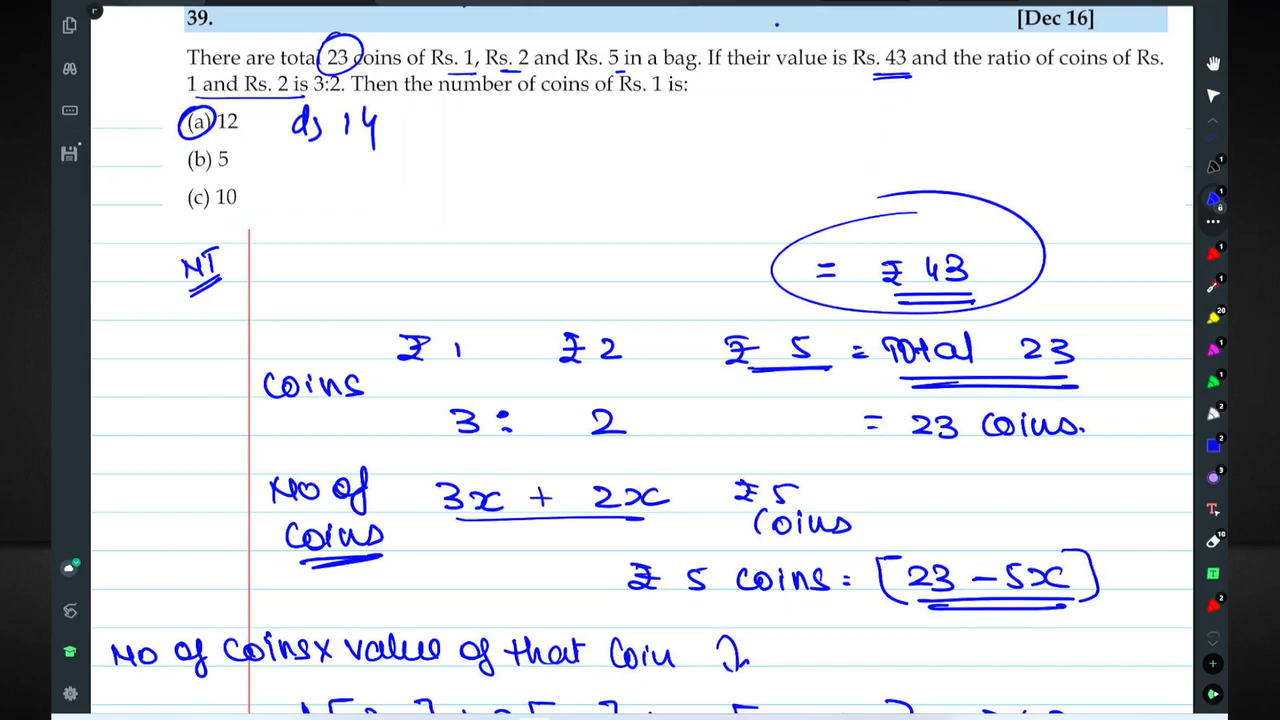 39. [Dec 16]
There are total 23 coins of Rs. 1, Rs. 2 and Rs. 5 in a bag. If their value is Rs. 43 and the ratio of coins of Rs.
1 and Rs. 2 is 3:2. Then the number of coins of Rs. 1 is:
(a) 12 d) 14
(b) 5
(c) 10
MT
= ₹ 43
₹ 1 ₹ 2 ₹ 5 = Total 23
coins
3 : 2 = 23 coins.
No of 3x + 2x ₹ 5
coins coins
₹ 5 coins = [23 - 5x]
No of coins x value of that coin